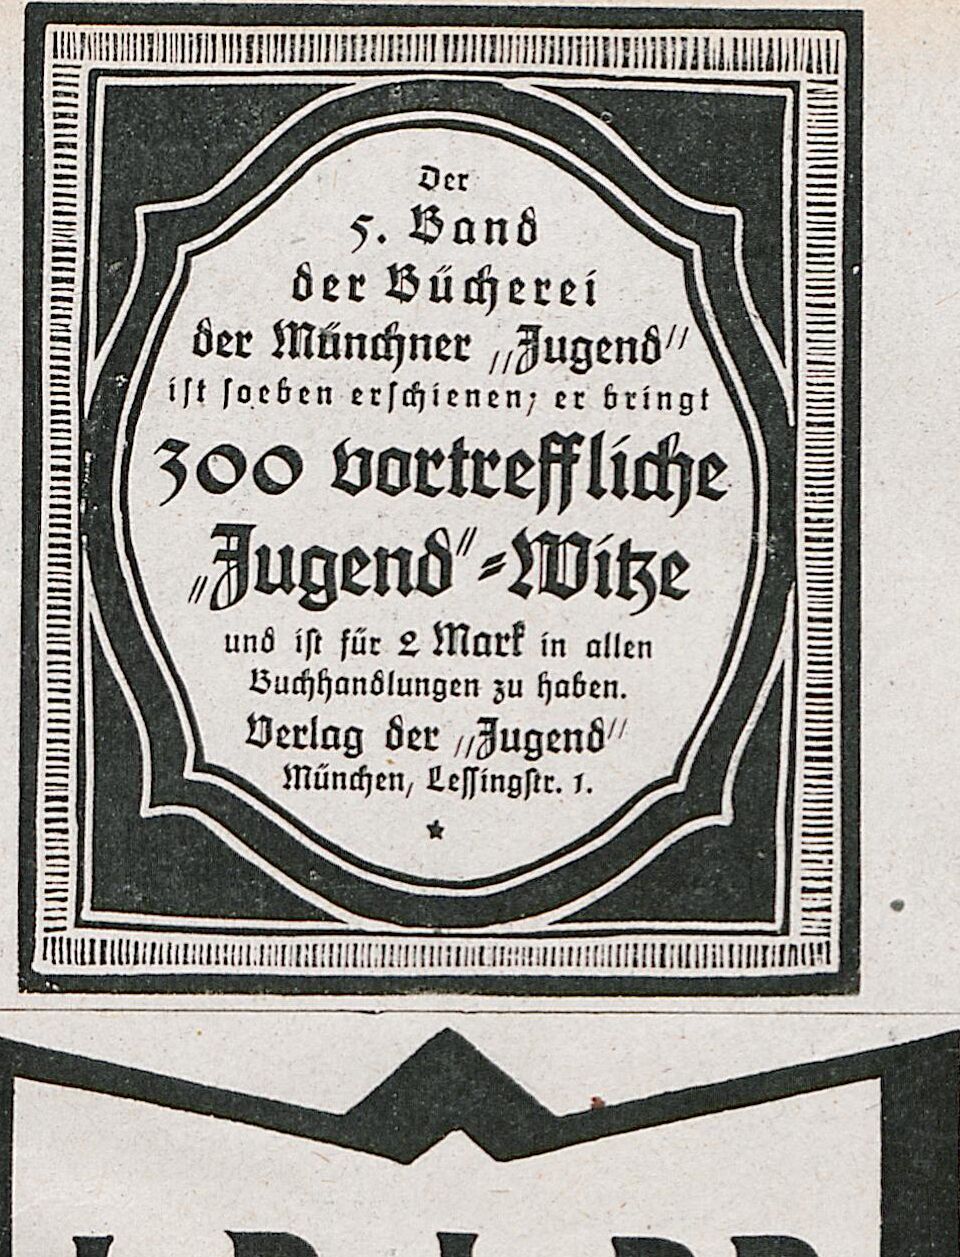 Der
5. Band
der Bücherei
der Münchner „Jugend“
ist soeben erschienen; er bringt
300 vortreffliche
„Jugend“-Witze
und ist für 2 Mark in allen
Buchhandlungen zu haben.
Verlag der „Jugend“
München, Lessingstr. 1.